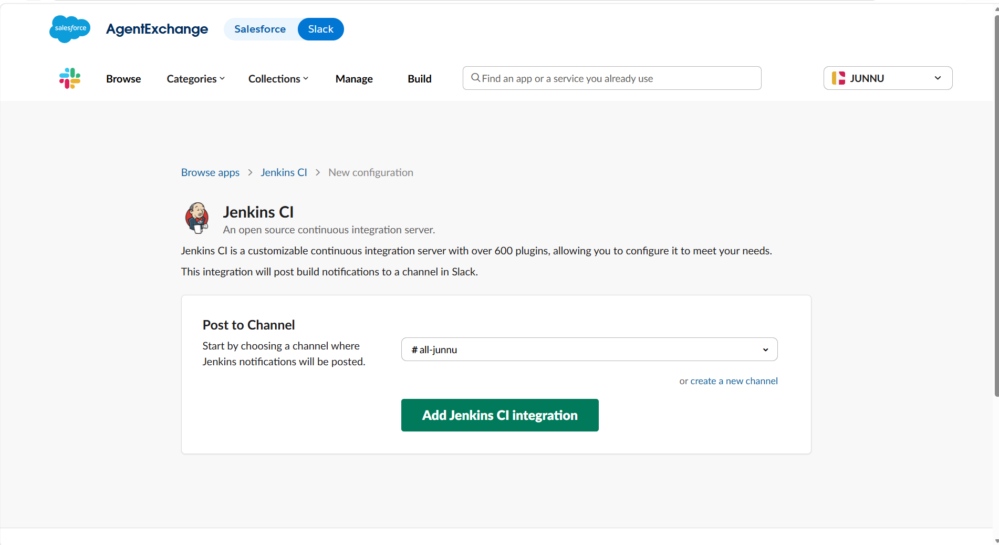 salesforce
AgentExchange
Salesforce
Slack
Browse
Categories
Collections
Manage
Build
Find an app or a service you already use
JUNNU
Browse apps > Jenkins CI > New configuration
Jenkins CI
An open source continuous integration server.
Jenkins CI is a customizable continuous integration server with over 600 plugins, allowing you to configure it to meet your needs.
This integration will post build notifications to a channel in Slack.
Post to Channel
Start by choosing a channel where
Jenkins notifications will be posted.
# all-junnu
or create a new channel
Add Jenkins CI integration